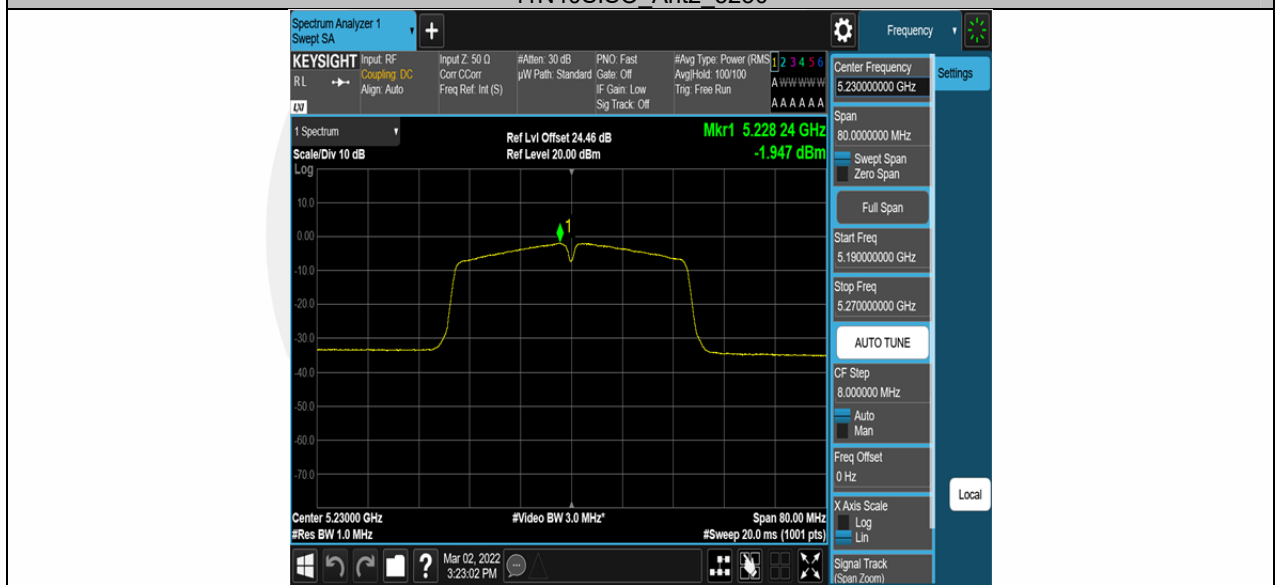 Spectrum Analyzer 1
Swept SA
+
Frequency
KEYSIGHT
RL
LXI
Input: RF
Coupling: DC
Align: Auto
Input Z: 50 Ω
Corr CCorr
Freq Ref: Int (S)
#Atten: 30 dB
µW Path: Standard
PNO: Fast
Gate: Off
IF Gain: Low
Sig Track: Off
#Avg Type: Power (RMS
Avg|Hold: 100/100
Trig: Free Run
1 2 3 4 5 6
A W W W W W
A A A A A A
1 Spectrum
Scale/Div 10 dB
Log
Ref Lvl Offset 24.46 dB
Ref Level 20.00 dBm
Mkr1 5.228 24 GHz
-1.947 dBm
10.0
0.00
-10.0
-20.0
-30.0
-40.0
-50.0
-60.0
-70.0
1
Center 5.23000 GHz
#Res BW 1.0 MHz
#Video BW 3.0 MHz*
Span 80.00 MHz
#Sweep 20.0 ms (1001 pts)
?
Mar 02, 2022
3:23:02 PM
Center Frequency
5.230000000 GHz
Settings
Span
80.0000000 MHz
Swept Span
Zero Span
Full Span
Start Freq
5.190000000 GHz
Stop Freq
5.270000000 GHz
AUTO TUNE
CF Step
8.000000 MHz
Auto
Man
Freq Offset
0 Hz
X Axis Scale
Log
Lin
Local
Signal Track
(Span Zoom)